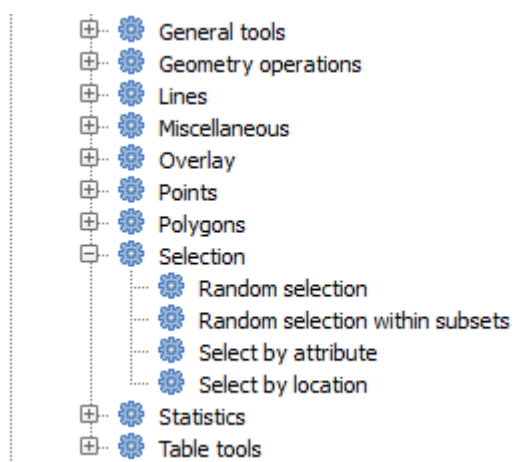 General tools
Geometry operations
Lines
Miscellaneous
Overlay
Points
Polygons
Selection
Random selection
Random selection within subsets
Select by attribute
Select by location
Statistics
Table tools